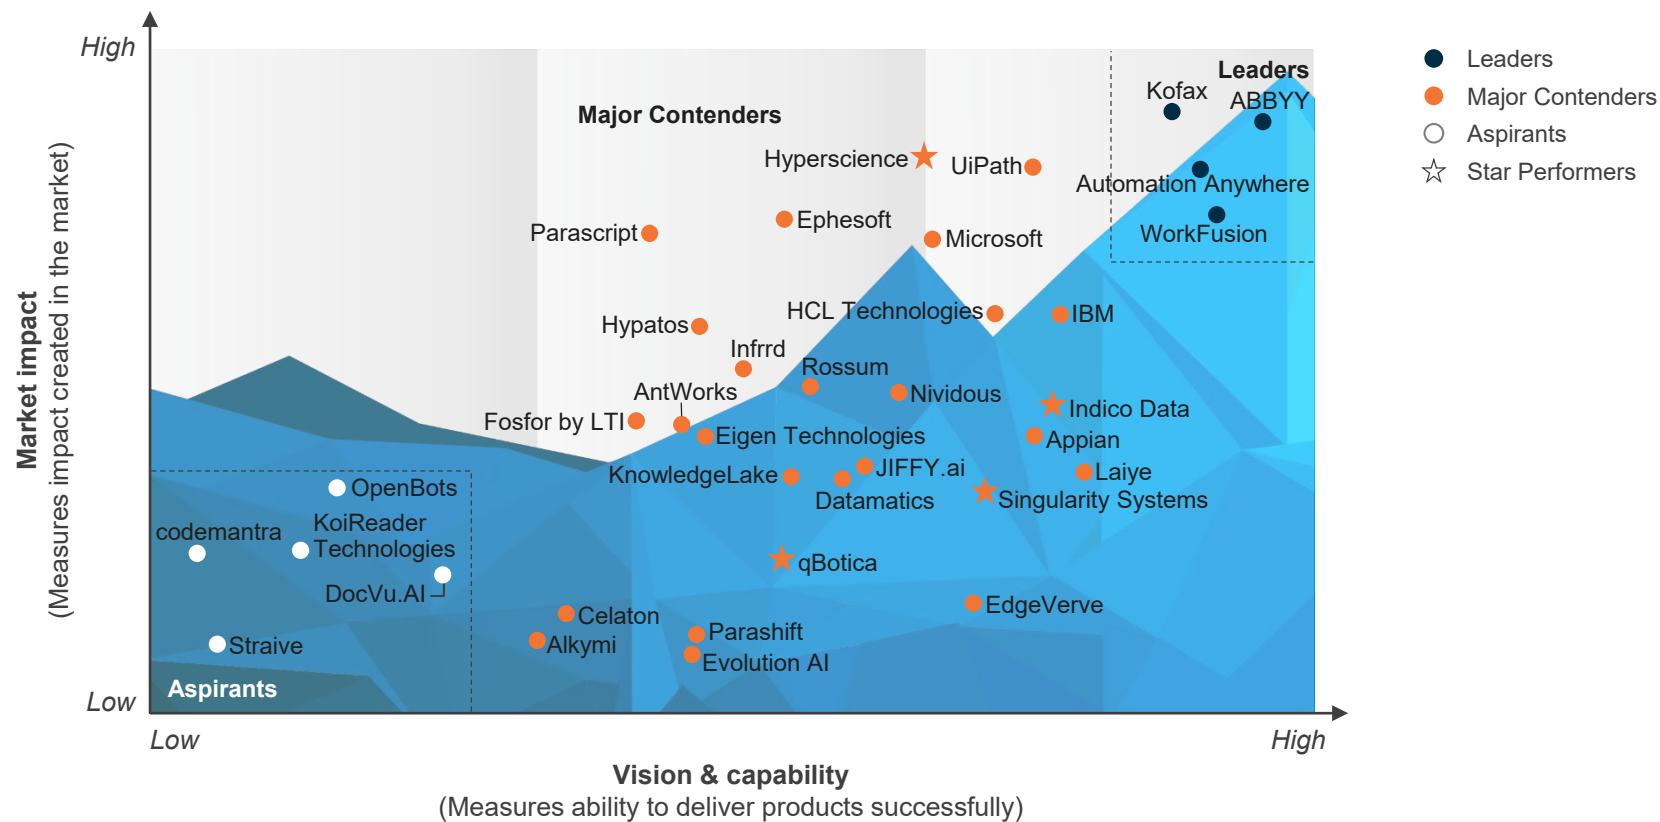 High
Leaders
Leaders
Kofax
ABBYY
Major Contenders
Major Contenders
Aspirants
Star Performers
Hyperscience
UiPath
Automation Anywhere
Parascript
Ephesoft
Microsoft
WorkFusion
Hypatos
HCL Technologies
IBM
Infrrd
Rossum
AntWorks
Nividous
Indico Data
Fosfor by LTI
Eigen Technologies
Appian
KnowledgeLake
JIFFY.ai
Laiye
Datamatics
Singularity Systems
OpenBots
codemantra
KoiReader
Technologies
qBotica
DocVu.AI
EdgeVerve
Celaton
Alkymi
Parashift
Evolution AI
Straive
Aspirants
Market impact
(Measures impact created in the market)
Low
Low
High
Vision & capability
(Measures ability to deliver products successfully)